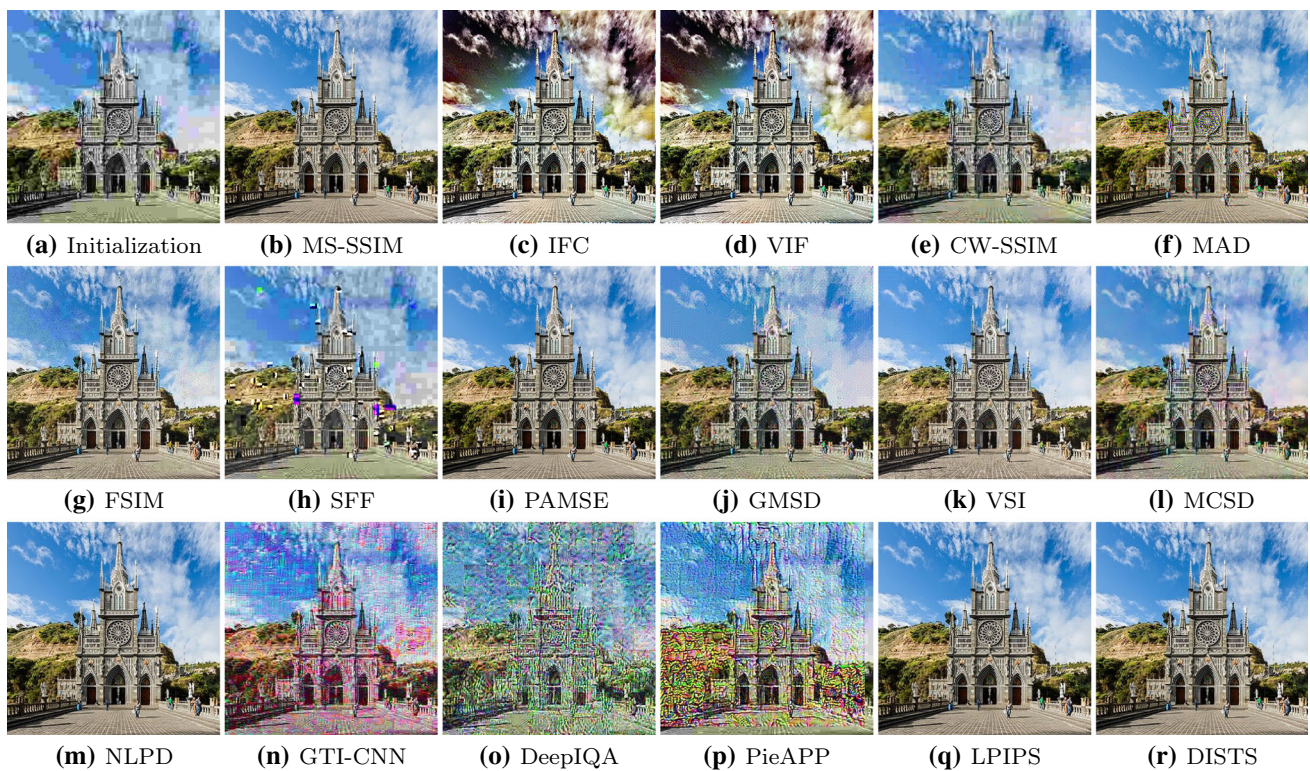 (a) Initialization (b) MS-SSIM (c) IFC (d) VIF (e) CW-SSIM (f) MAD
(g) FSIM (h) SFF (i) PAMSE (j) GMSD (k) VSI (l) MCSD
(m) NLPD (n) GTI-CNN (o) DeepIQA (p) PieAPP (q) LPIPS (r) DISTS